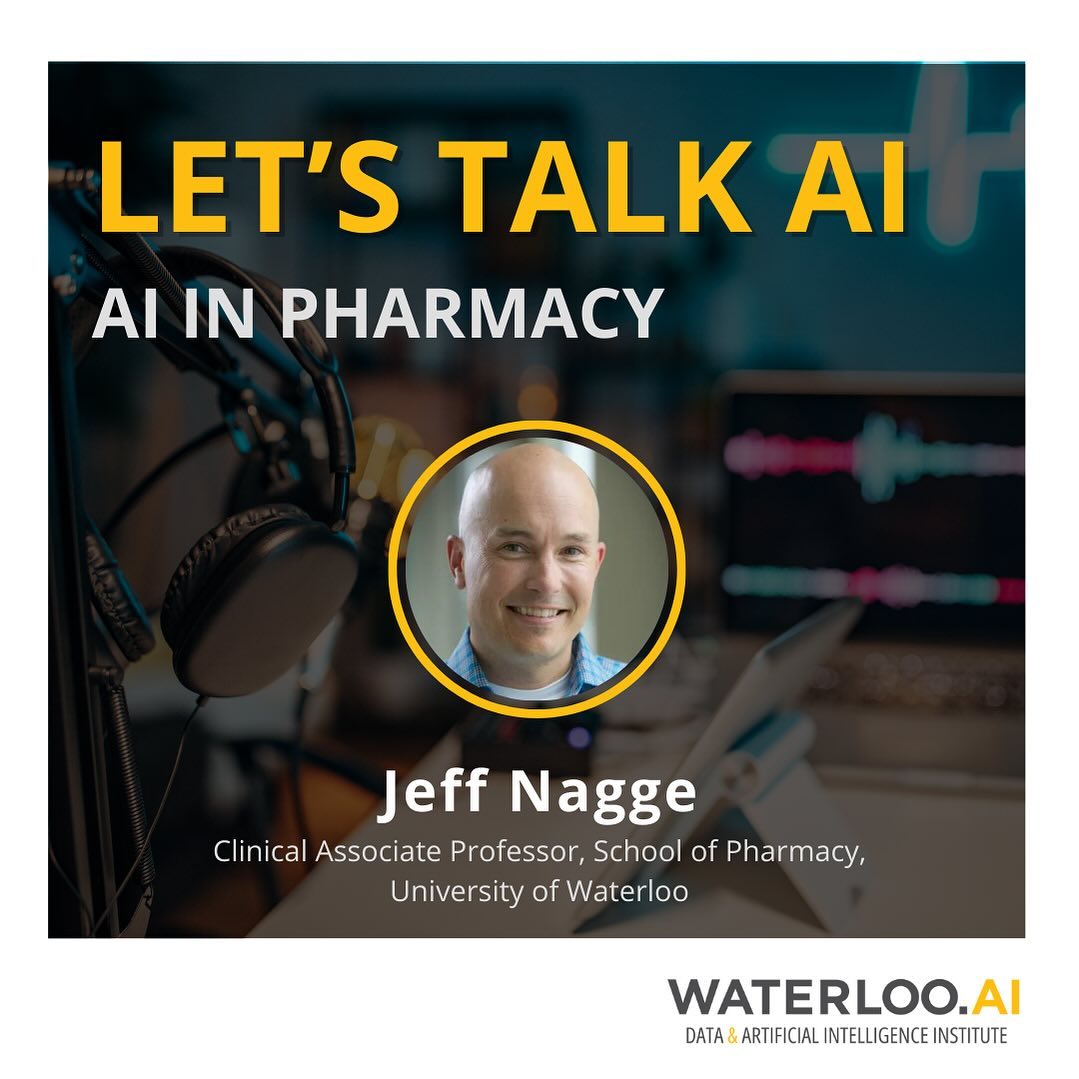 LET’S TALK AI
AI IN PHARMACY
Jeff Nagge
Clinical Associate Professor, School of Pharmacy,
University of Waterloo
WATERLOO.AI
DATA & ARTIFICIAL INTELLIGENCE INSTITUTE